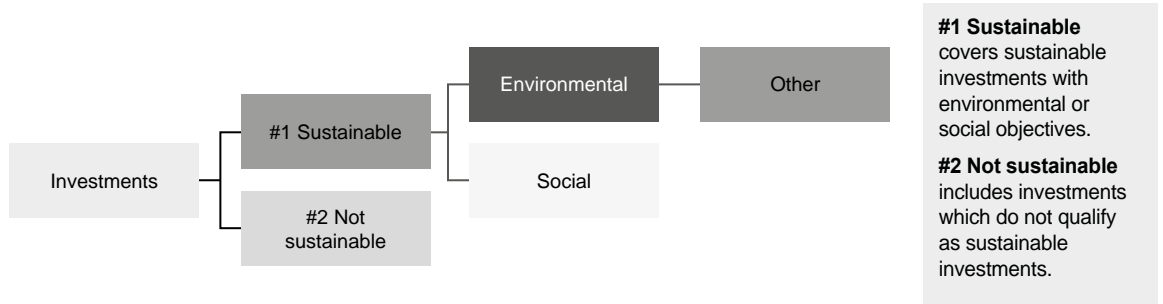 Investments
#1 Sustainable
#2 Not
sustainable
Environmental
Social
Other
#1 Sustainable
covers sustainable
investments with
environmental or
social objectives.
#2 Not sustainable
includes investments
which do not qualify
as sustainable
investments.